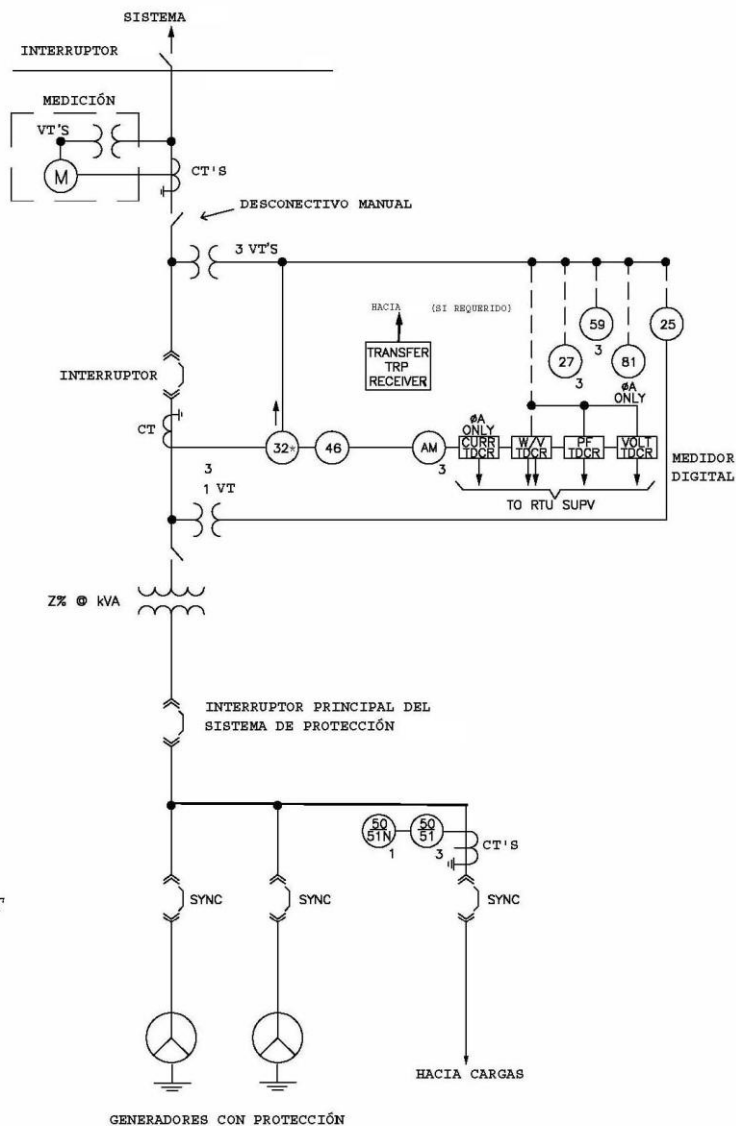 SISTEMA
INTERRUPTOR
MEDICIÓN
VT'S
M
CT'S
DESCONECTIVO MANUAL
3 VT'S
HACIA (SI REQUERIDO)
TRANSFER
TRP
RECEIVER
27
3
59
3
81
ØA
ONLY
25
INTERRUPTOR
CT
32*
46
AM
3
ØA
ONLY
CURR
TDCR
W/V
TDCR
PF
TDCR
VOLT
TDCR
MEDIDOR
DIGITAL
TO RTU SUPV
3
1 VT
Z% @ kVA
INTERRUPTOR PRINCIPAL DEL
SISTEMA DE PROTECCIÓN
50
51N
1
50
51
3
CT'S
SYNC
SYNC
SYNC
HACIA CARGAS
GENERADORES CON PROTECCIÓN